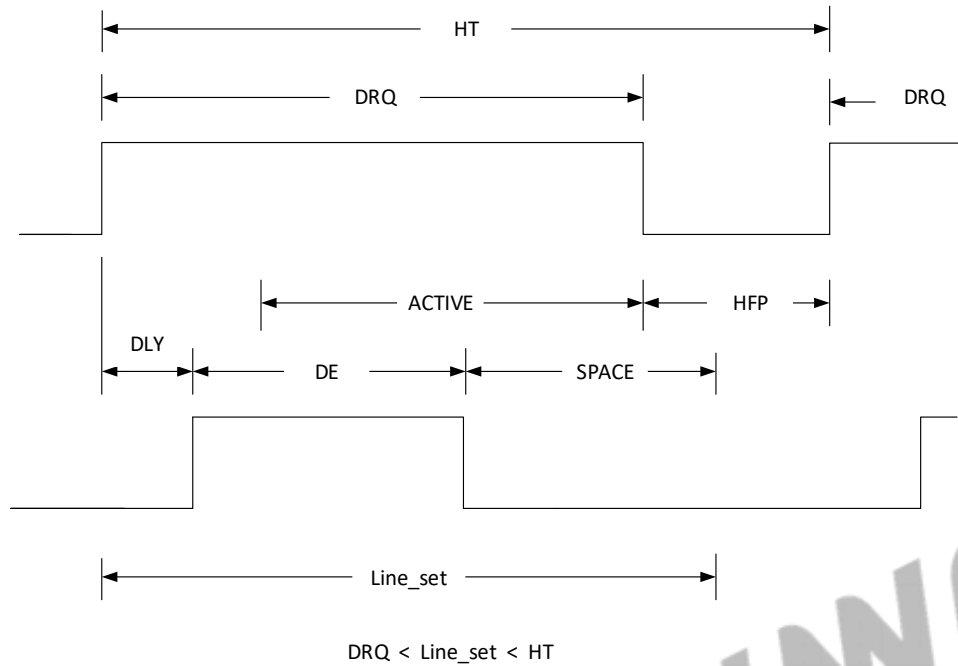 HT
DRQ DRQ
ACTIVE HFP
DLY
DE SPACE
Line_set
DRQ < Line_set < HT